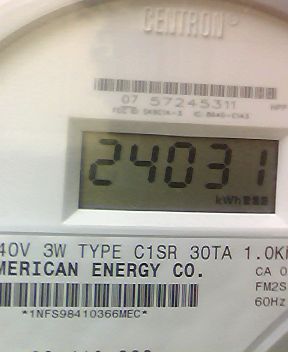 CENTRON®
07 57245311
24031
kWh
40V 3W TYPE C1SR 30TA 1.0K
MERICAN ENERGY CO.
CA 0
FM2S
60Hz
*1NFS98410366MEC*